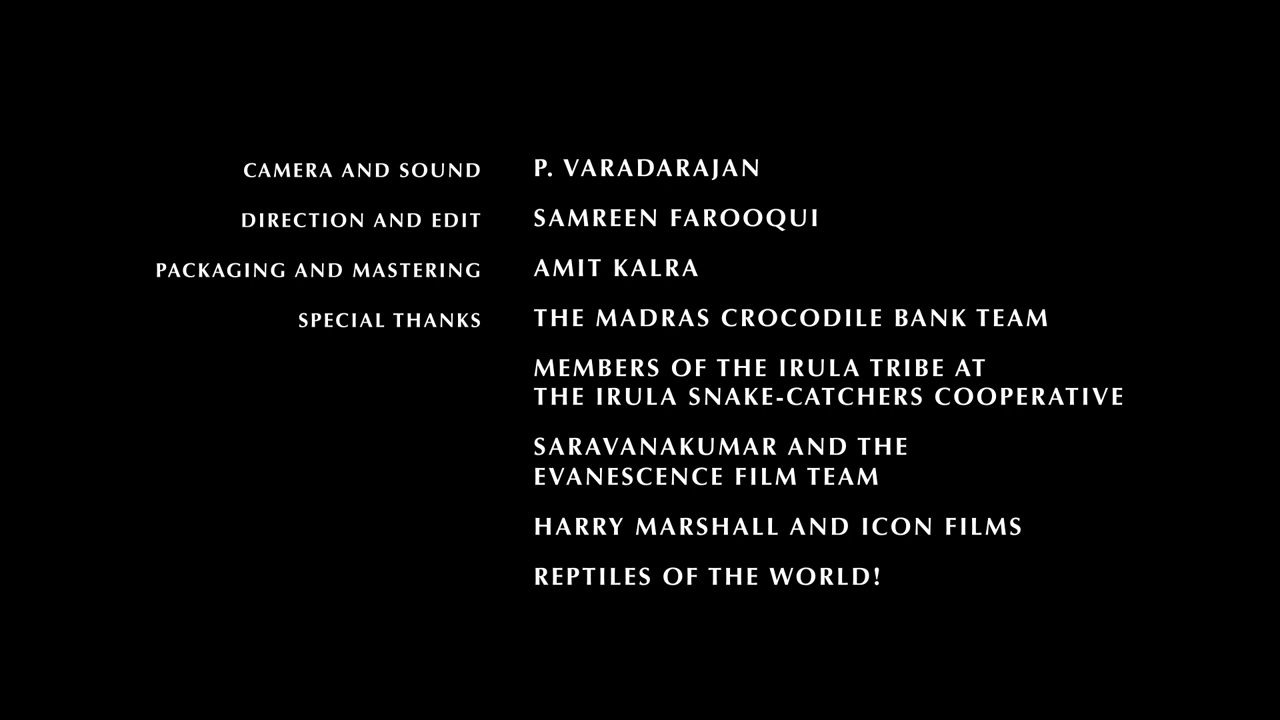 CAMERA AND SOUND P. VARADARAJAN
DIRECTION AND EDIT SAMREEN FAROOQUI
PACKAGING AND MASTERING AMIT KALRA
SPECIAL THANKS THE MADRAS CROCODILE BANK TEAM
MEMBERS OF THE IRULA TRIBE AT
THE IRULA SNAKE-CATCHERS COOPERATIVE
SARAVANAKUMAR AND THE
EVANESCENCE FILM TEAM
HARRY MARSHALL AND ICON FILMS
REPTILES OF THE WORLD!